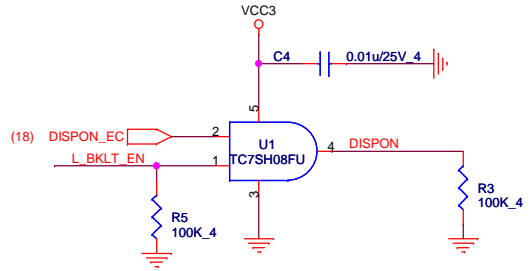 VCC3
C4
0.01u/25V_4
5
(18)
DISPON_EC
2
U1
TC7SH08FU
4
DISPON
L_BKLT_EN
1
3
R5
100K_4
R3
100K_4